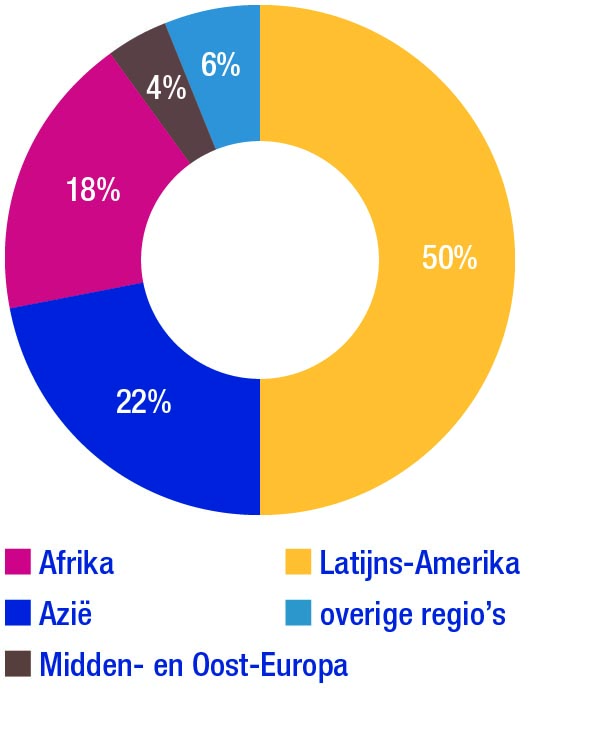 6%
4%
18%
50%
22%
Afrika
Latijns-Amerika
Azië
overige regio’s
Midden- en Oost-Europa